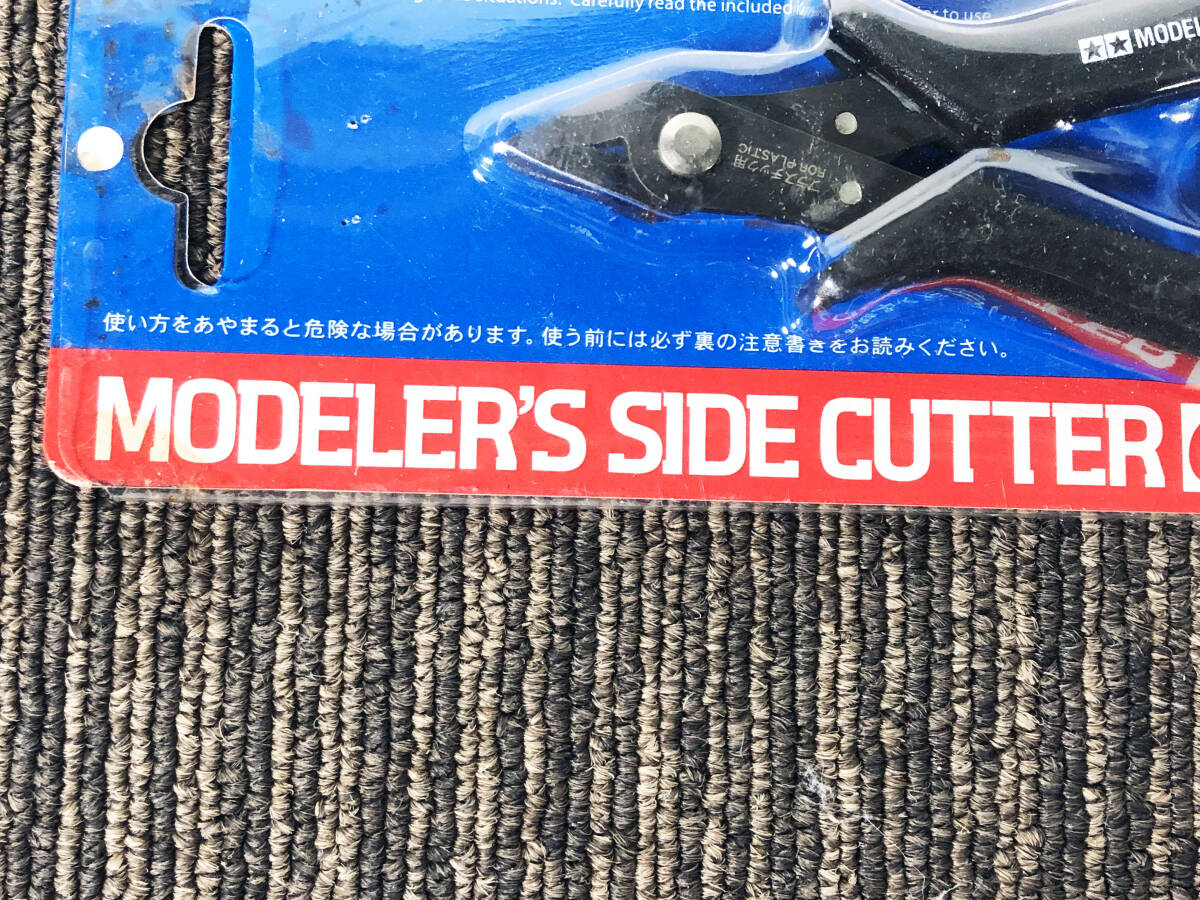 situations. Carefully read the included
to use
MODEL
プラスチック用
FOR PLASTIC
使い方をあやまると危険な場合があります。使う前には必ず裏の注意書きをお読みください。
MODELER'S SIDE CUTTER